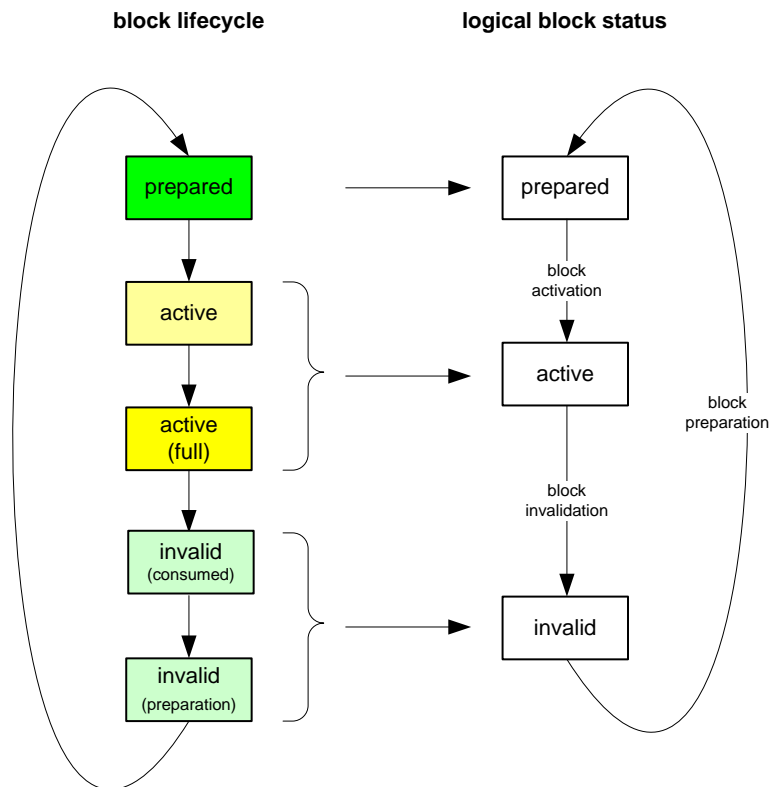 block lifecycle
logical block status
prepared
active
active
(full)
invalid
(consumed)
invalid
(preparation)
prepared
block
activation
active
block
invalidation
invalid
block
preparation